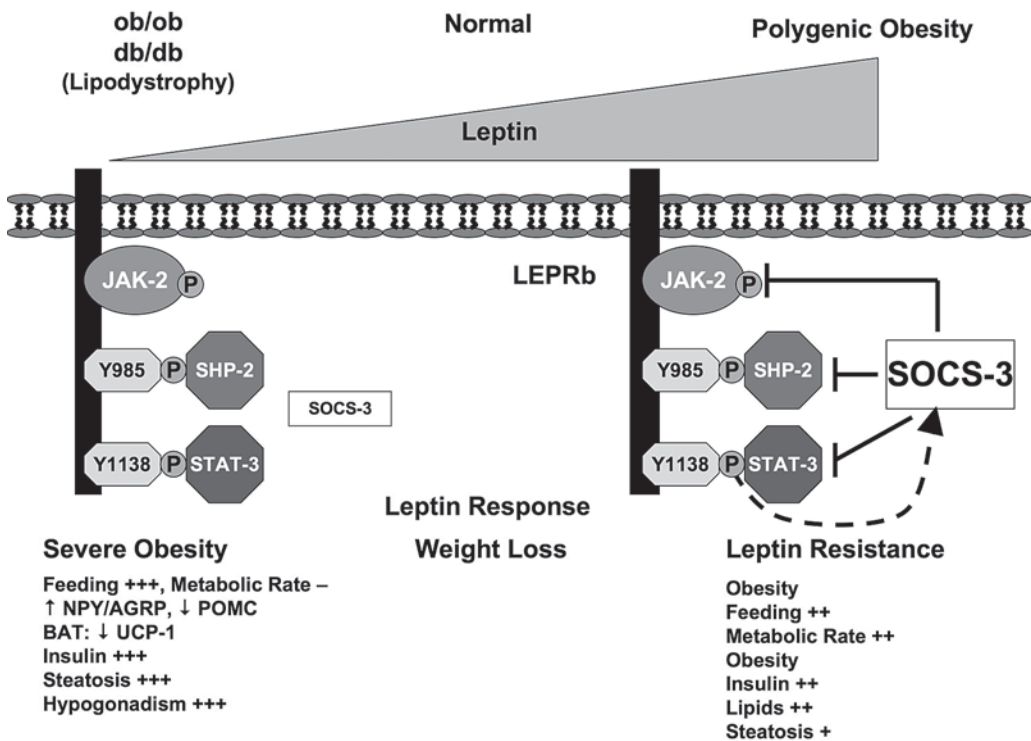 ob/ob
db/db
(Lipodystrophy)
Normal
Polygenic Obesity
Leptin
JAK-2
P
Y985
P
SHP-2
SOCS-3
Y1138
P
STAT-3
LEPRb
JAK-2
P
Y985
P
SHP-2
SOCS-3
Y1138
P
STAT-3
Leptin Response
Weight Loss
Severe Obesity
Feeding +++, Metabolic Rate –
↑ NPY/AGRP, ↓ POMC
BAT: ↓ UCP-1
Insulin +++
Steatosis +++
Hypogonadism +++
Leptin Resistance
Obesity
Feeding ++
Metabolic Rate ++
Obesity
Insulin ++
Lipids ++
Steatosis +